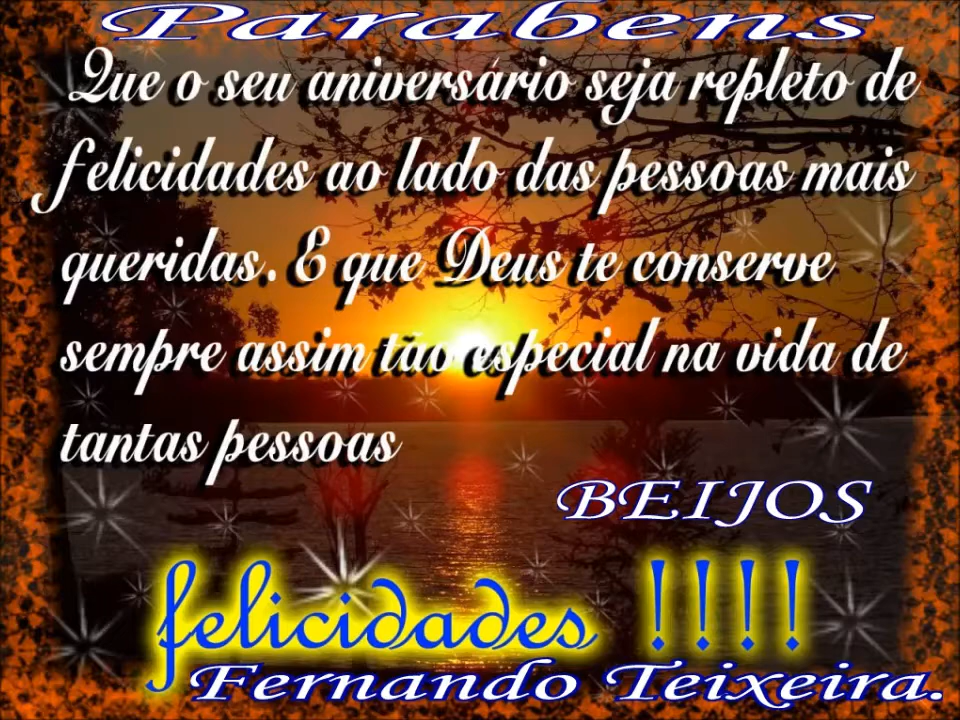 Parabens
Que o seu aniversário seja repleto de
felicidades ao lado das pessoas mais
queridas. E que Deus te conserve
sempre assim tão especial na vida de
tantas pessoas
BEIJOS
felicidades !!!!
Fernando Teixeira.